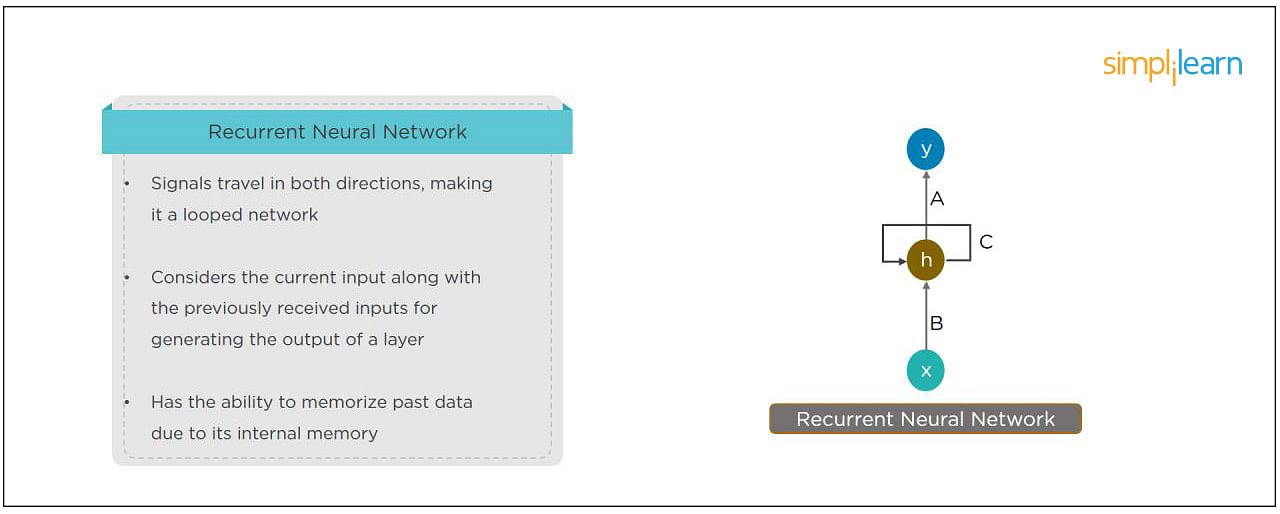 simplilearn
Recurrent Neural Network
• Signals travel in both directions, making
it a looped network
• Considers the current input along with
the previously received inputs for
generating the output of a layer
• Has the ability to memorize past data
due to its internal memory
y
A
C
h
B
x
Recurrent Neural Network